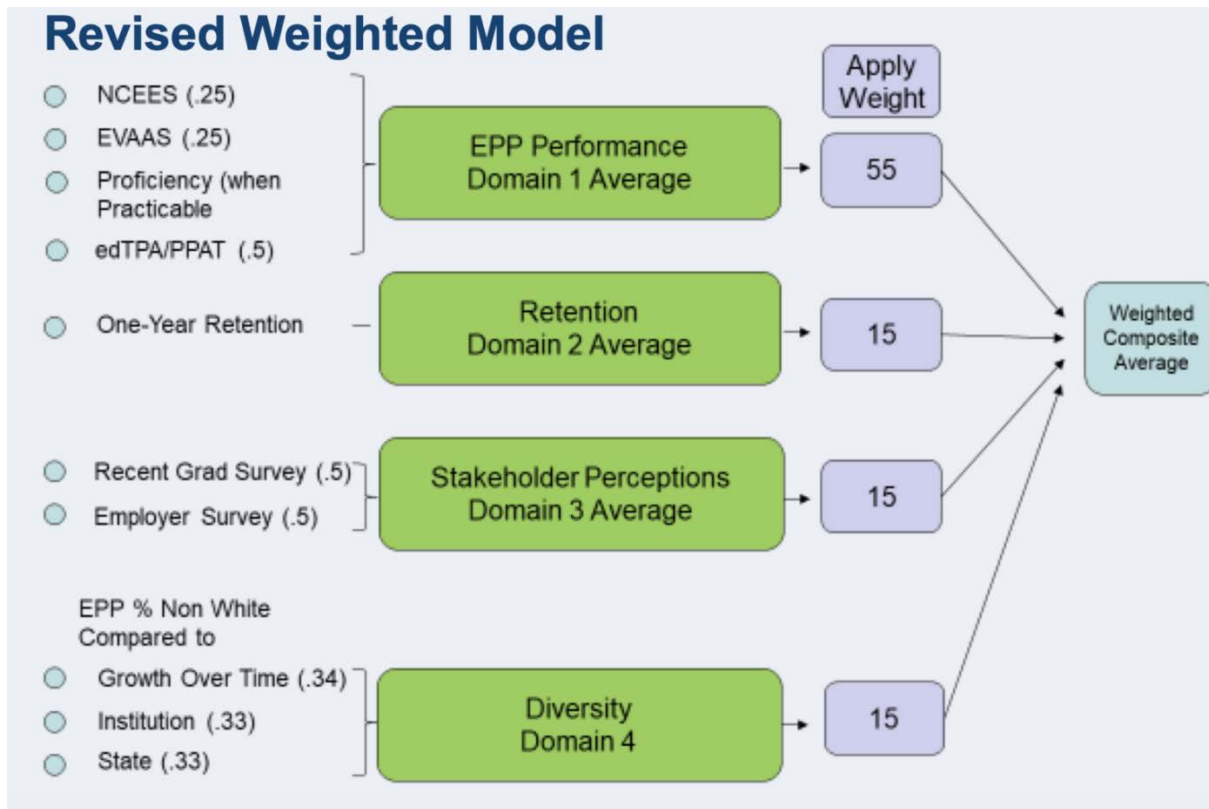 Revised Weighted Model
Apply
Weight
NCEES (.25)
EVAAS (.25)
Proficiency (when
Practicable
edTPA/PPAT (.5)
EPP Performance
Domain 1 Average
55
One-Year Retention
Retention
Domain 2 Average
15
Weighted
Composite
Average
Recent Grad Survey (.5)
Employer Survey (.5)
Stakeholder Perceptions
Domain 3 Average
15
EPP % Non White
Compared to
Growth Over Time (.34)
Institution (.33)
State (.33)
Diversity
Domain 4
15